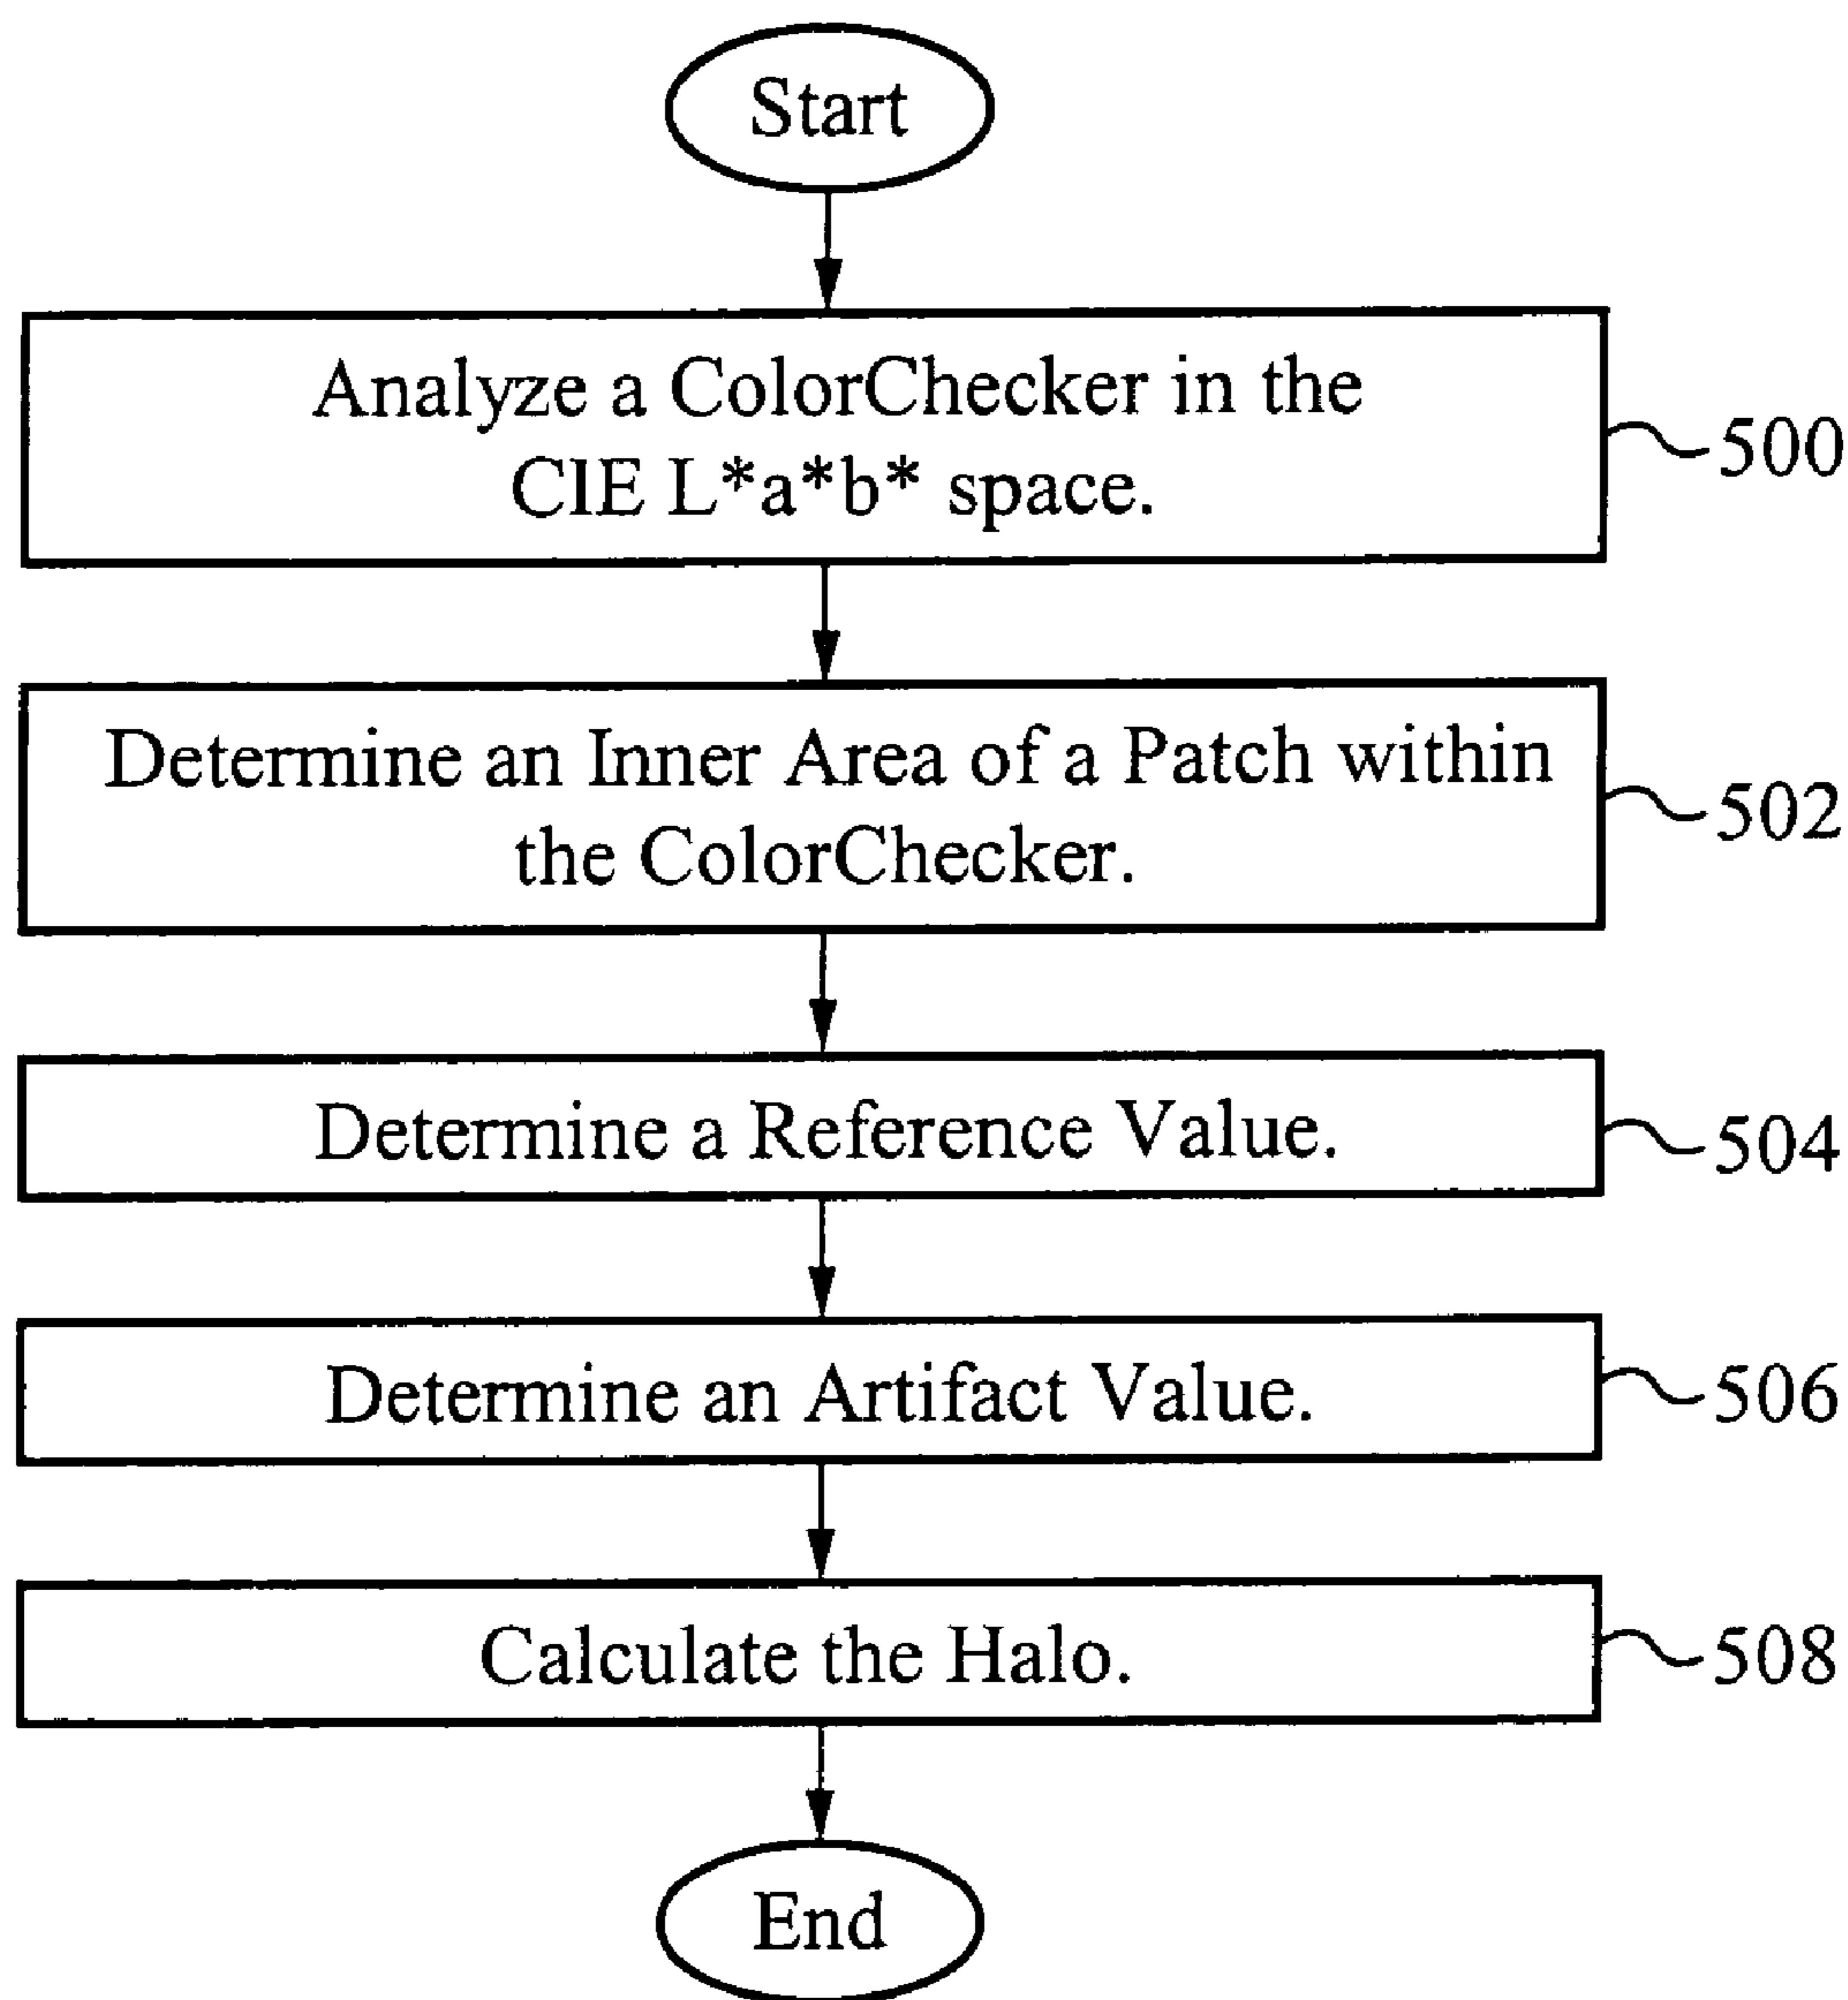 Start
Analyze a ColorChecker in the
CIE L*a*b* space.
500
Determine an Inner Area of a Patch within
the ColorChecker.
502
Determine a Reference Value.
504
Determine an Artifact Value.
506
Calculate the Halo.
508
End